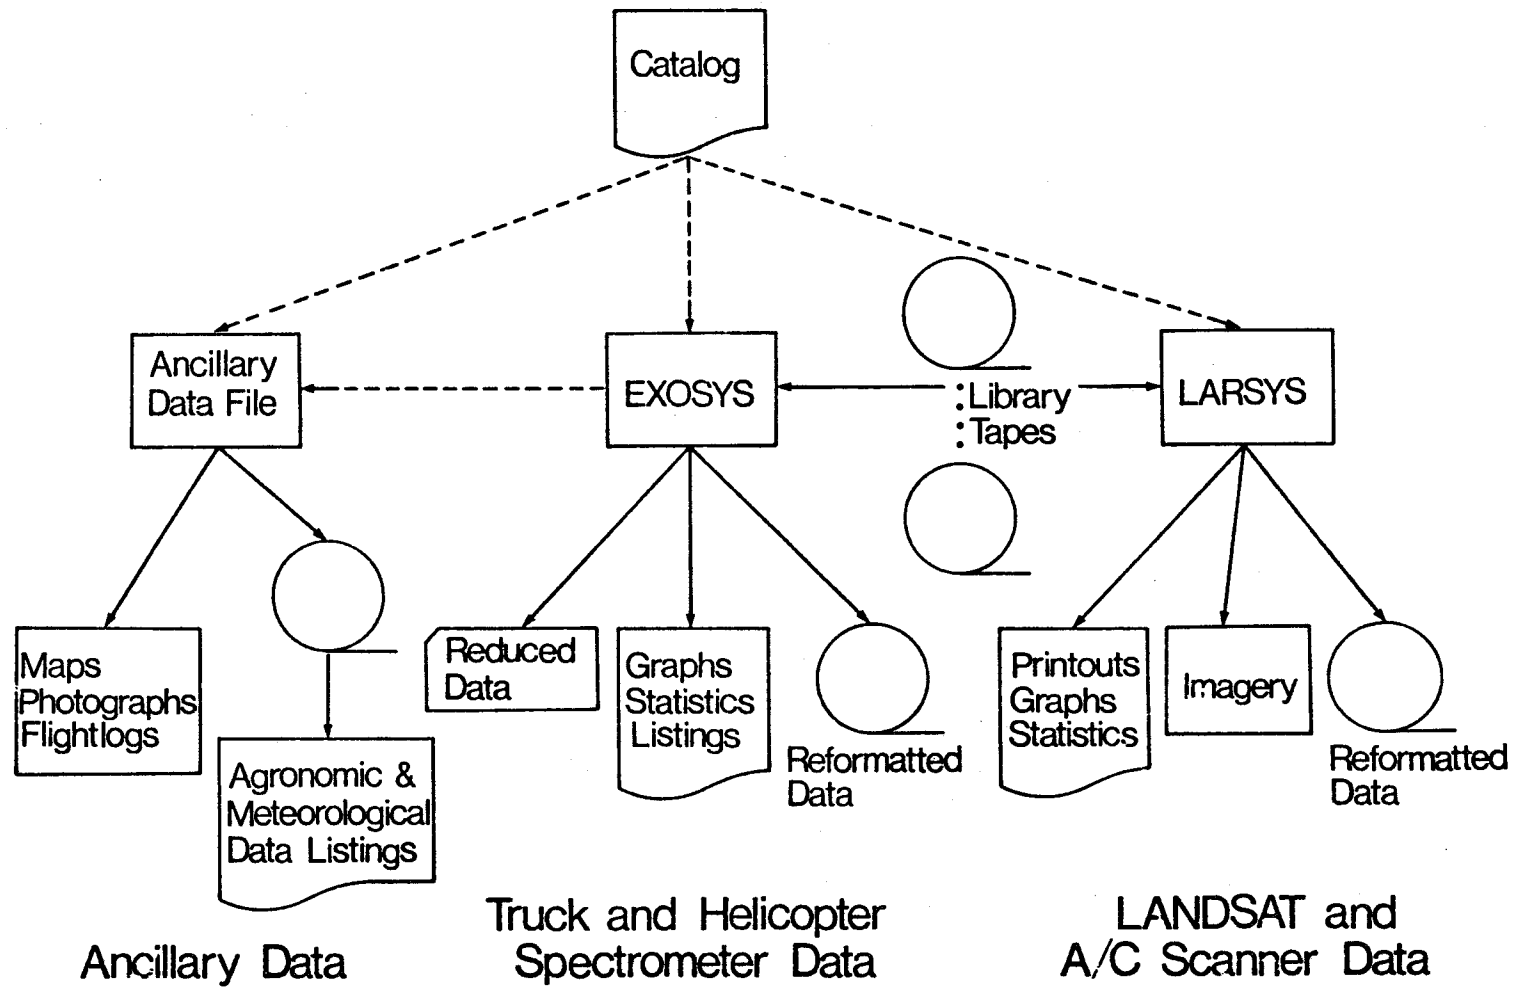 Catalog
Ancillary
Data File
EXOSYS
Library
Tapes
LARSYS
Maps
Photographs
Flightlogs
Agronomic &
Meteorological
Data Listings
Reduced
Data
Graphs
Statistics
Listings
Reformatted
Data
Printouts
Graphs
Statistics
Imagery
Reformatted
Data
Ancillary Data
Truck and Helicopter
Spectrometer Data
LANDSAT and
A/C Scanner Data